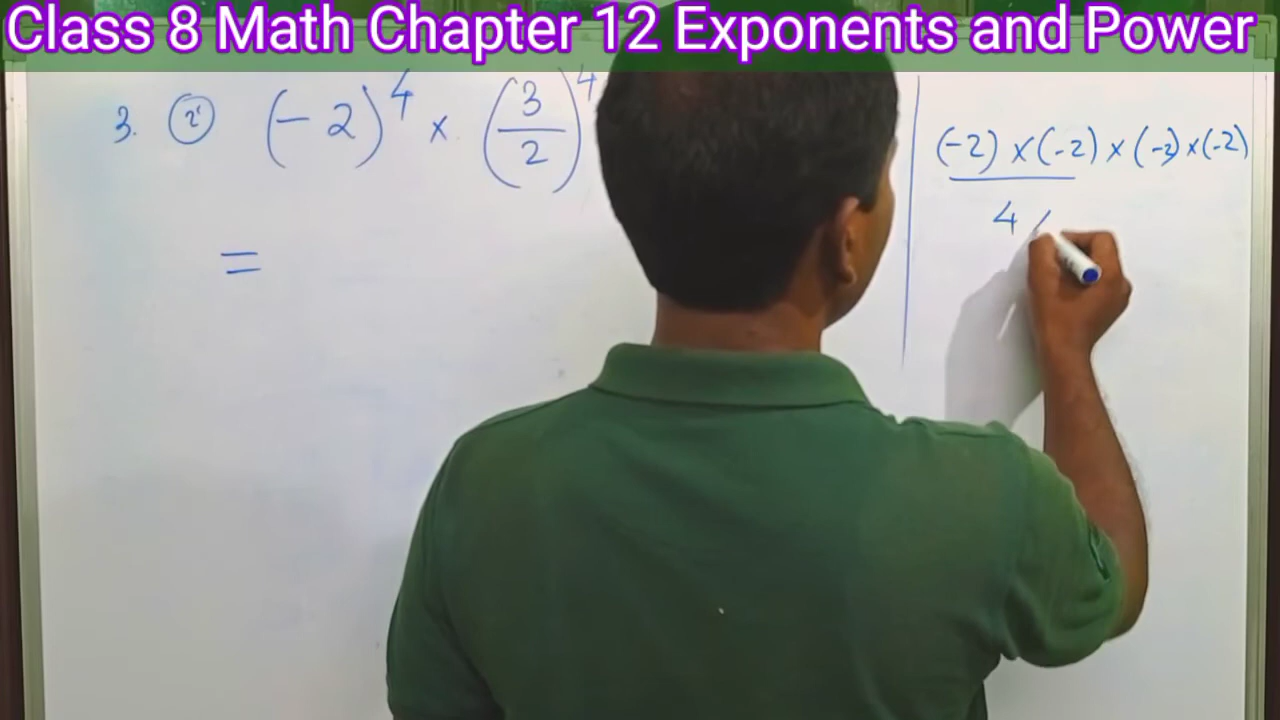 Class 8 Math Chapter 12 Exponents and Power
3. (i) (-2)⁴ × (3/2)⁴
=
(-2) × (-2) × (-2) × (-2)
4